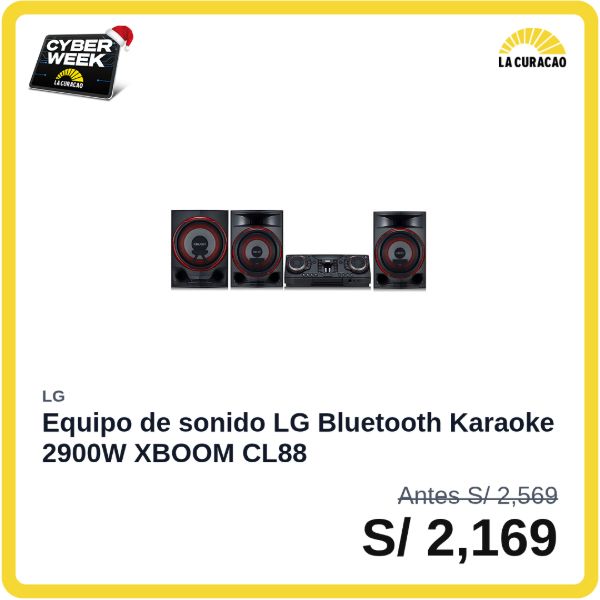 CYBER
WEEK
LA CURACAO
LA CURACAO
LG
Equipo de sonido LG Bluetooth Karaoke
2900W XBOOM CL88
Antes S/ 2,569
S/ 2,169